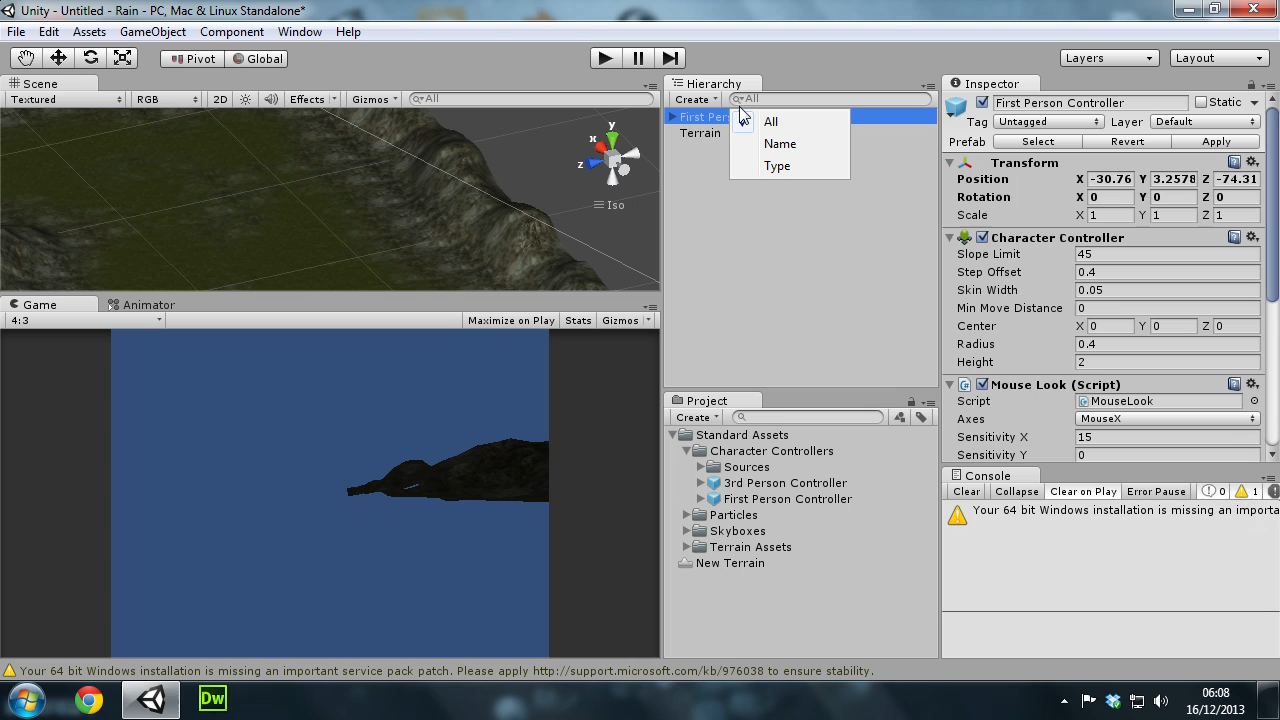 Unity - Untitled - Rain - PC, Mac & Linux Standalone*
File Edit Assets GameObject Component Window Help
Pivot Global Layers Layout
Scene
Textured RGB 2D Effects Gizmos All
y
x
z
Iso
Game Animator
4:3 Maximize on Play Stats Gizmos
Hierarchy
Create All
First Pers
Terrain
All
Name
Type
Project
Create
Standard Assets
Character Controllers
Sources
3rd Person Controller
First Person Controller
Particles
Skyboxes
Terrain Assets
New Terrain
Inspector
First Person Controller Static
Tag Untagged Layer Default
Prefab Select Revert Apply
Transform
Position X -30.76 Y 3.2578 Z -74.31
Rotation X 0 Y 0 Z 0
Scale X 1 Y 1 Z 1
Character Controller
Slope Limit 45
Step Offset 0.4
Skin Width 0.05
Min Move Distance 0
Center X 0 Y 0 Z 0
Radius 0.4
Height 2
Mouse Look (Script)
Script MouseLook
Axes MouseX
Sensitivity X 15
Sensitivity Y 0
Console
Clear Collapse Clear on Play Error Pause 0 1
Your 64 bit Windows installation is missing an importa
Your 64 bit Windows installation is missing an important service pack patch. Please apply http://support.microsoft.com/kb/976038 to ensure stability.
Dw
06:08
16/12/2013